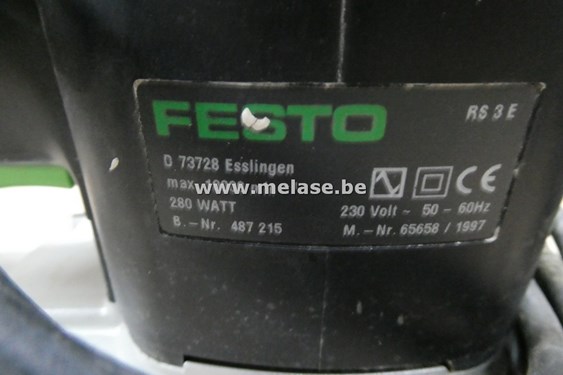 FESTO RS 3 E
D 73728 Esslingen
max.
www.melase.be
280 WATT 230 Volt ~ 50 - 60Hz
B.-Nr. 487 215 M.-Nr. 65658 / 1997
CE